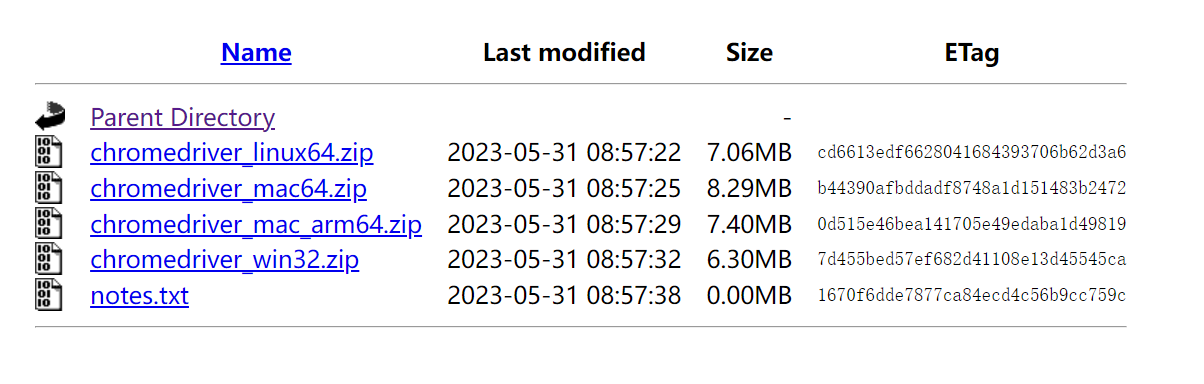 Name Last modified Size ETag
Parent Directory -
chromedriver_linux64.zip 2023-05-31 08:57:22 7.06MB cd6613edf6628041684393706b62d3a6
chromedriver_mac64.zip 2023-05-31 08:57:25 8.29MB b44390afbddadf8748a1d151483b2472
chromedriver_mac_arm64.zip 2023-05-31 08:57:29 7.40MB 0d515e46bea141705e49edaba1d49819
chromedriver_win32.zip 2023-05-31 08:57:32 6.30MB 7d455bed57ef682d41108e13d45545ca
notes.txt 2023-05-31 08:57:38 0.00MB 1670f6dde7877ca84ecd4c56b9cc759c